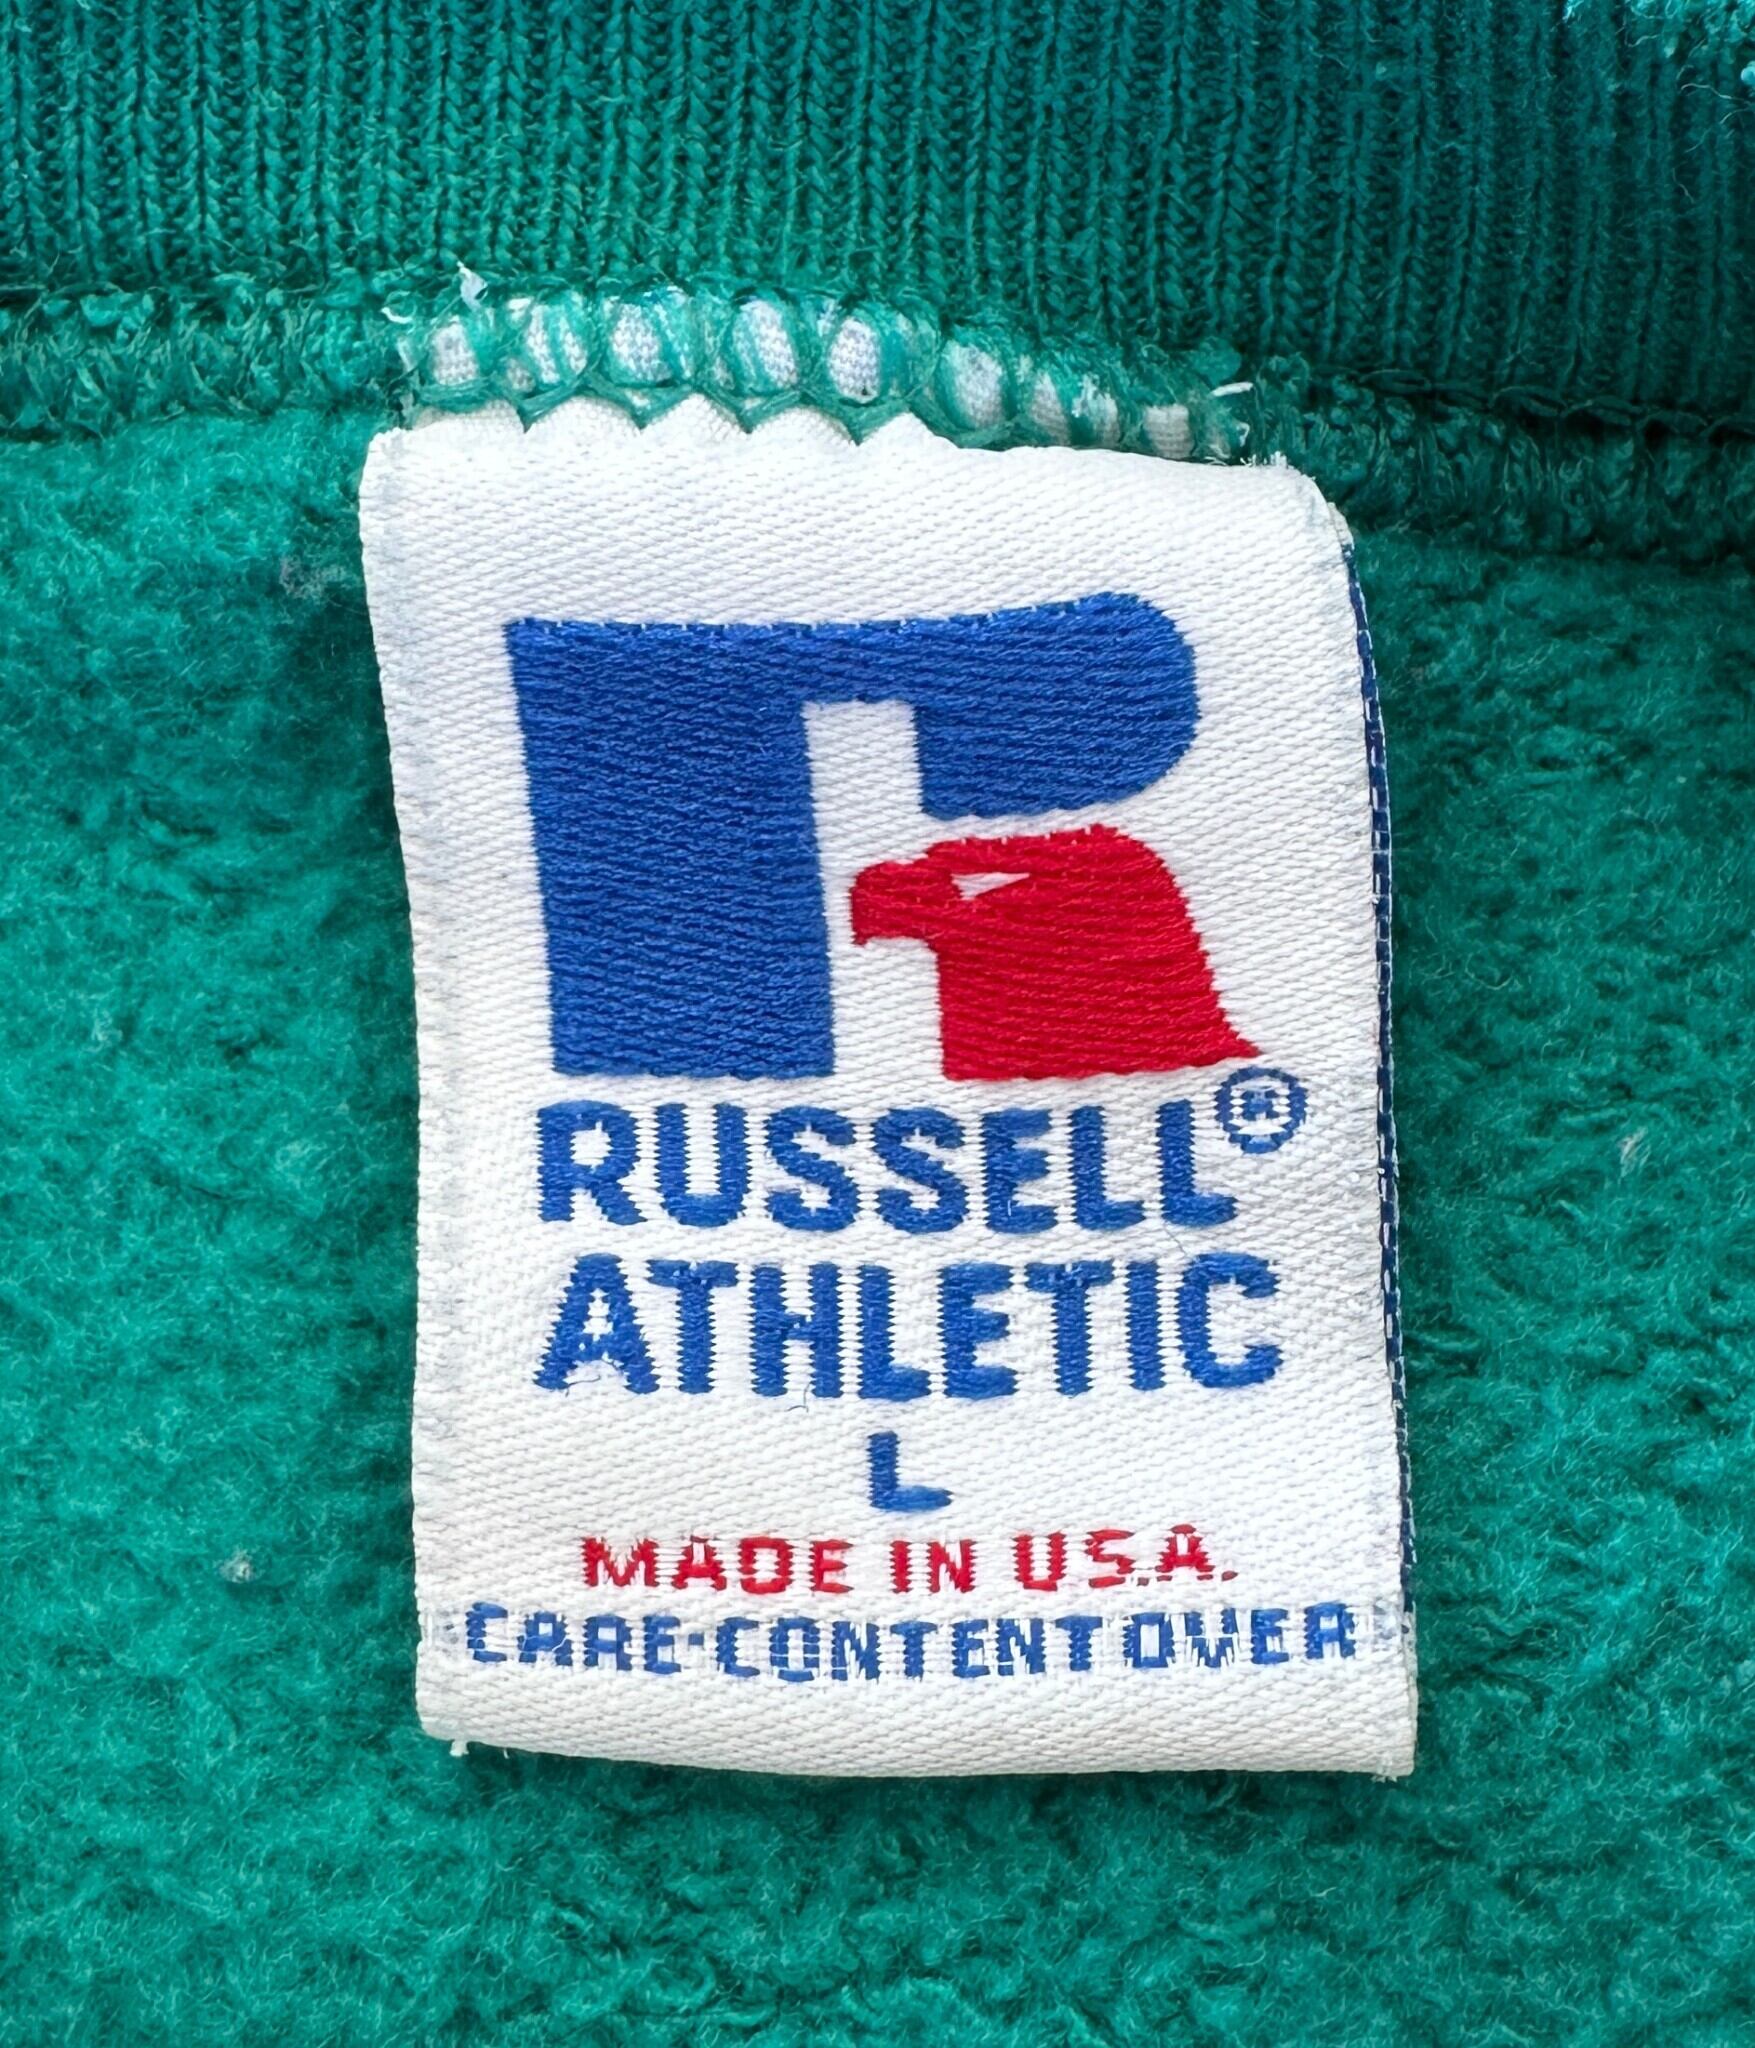 RUSSELL®
ATHLETIC
L
MADE IN U.S.A.
CARE·CONTENT OVER